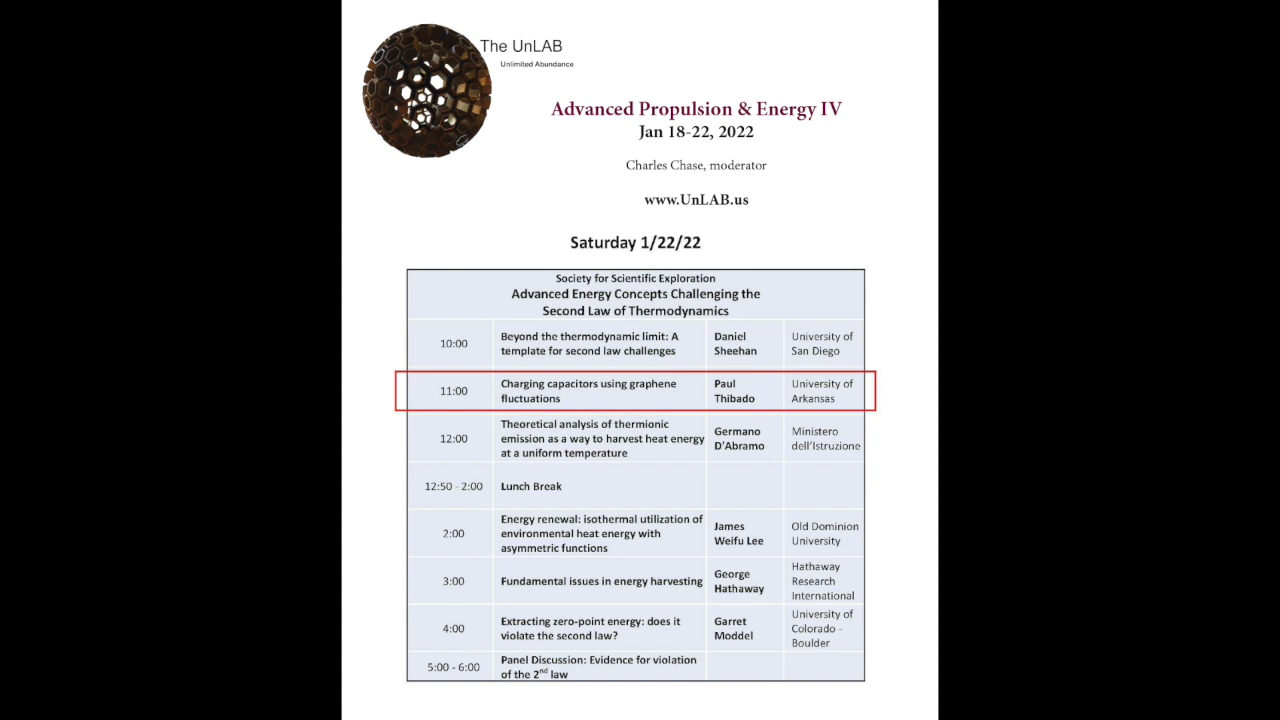 The UnLAB
Unlimited Abundance
Advanced Propulsion & Energy IV
Jan 18-22, 2022
Charles Chase, moderator
www.UnLAB.us
Saturday 1/22/22
Society for Scientific Exploration
Advanced Energy Concepts Challenging the
Second Law of Thermodynamics
10:00
Beyond the thermodynamic limit: A
template for second law challenges
Daniel
Sheehan
University of
San Diego
11:00
Charging capacitors using graphene
fluctuations
Paul
Thibado
University of
Arkansas
12:00
Theoretical analysis of thermionic
emission as a way to harvest heat energy
at a uniform temperature
Germano
D'Abramo
Ministero
dell'Istruzione
12:50 - 2:00
Lunch Break
2:00
Energy renewal: isothermal utilization of
environmental heat energy with
asymmetric functions
James
Weifu Lee
Old Dominion
University
3:00
Fundamental issues in energy harvesting
George
Hathaway
Hathaway
Research
International
4:00
Extracting zero-point energy: does it
violate the second law?
Garret
Moddel
University of
Colorado -
Boulder
5:00 - 6:00
Panel Discussion: Evidence for violation
of the 2nd law